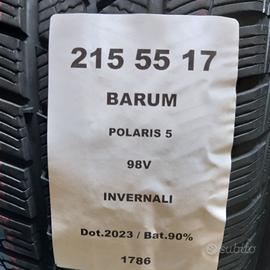 215 55 17
BARUM
POLARIS 5
98V
INVERNALI
Dot.2023 / Bat.90%
1786
subito